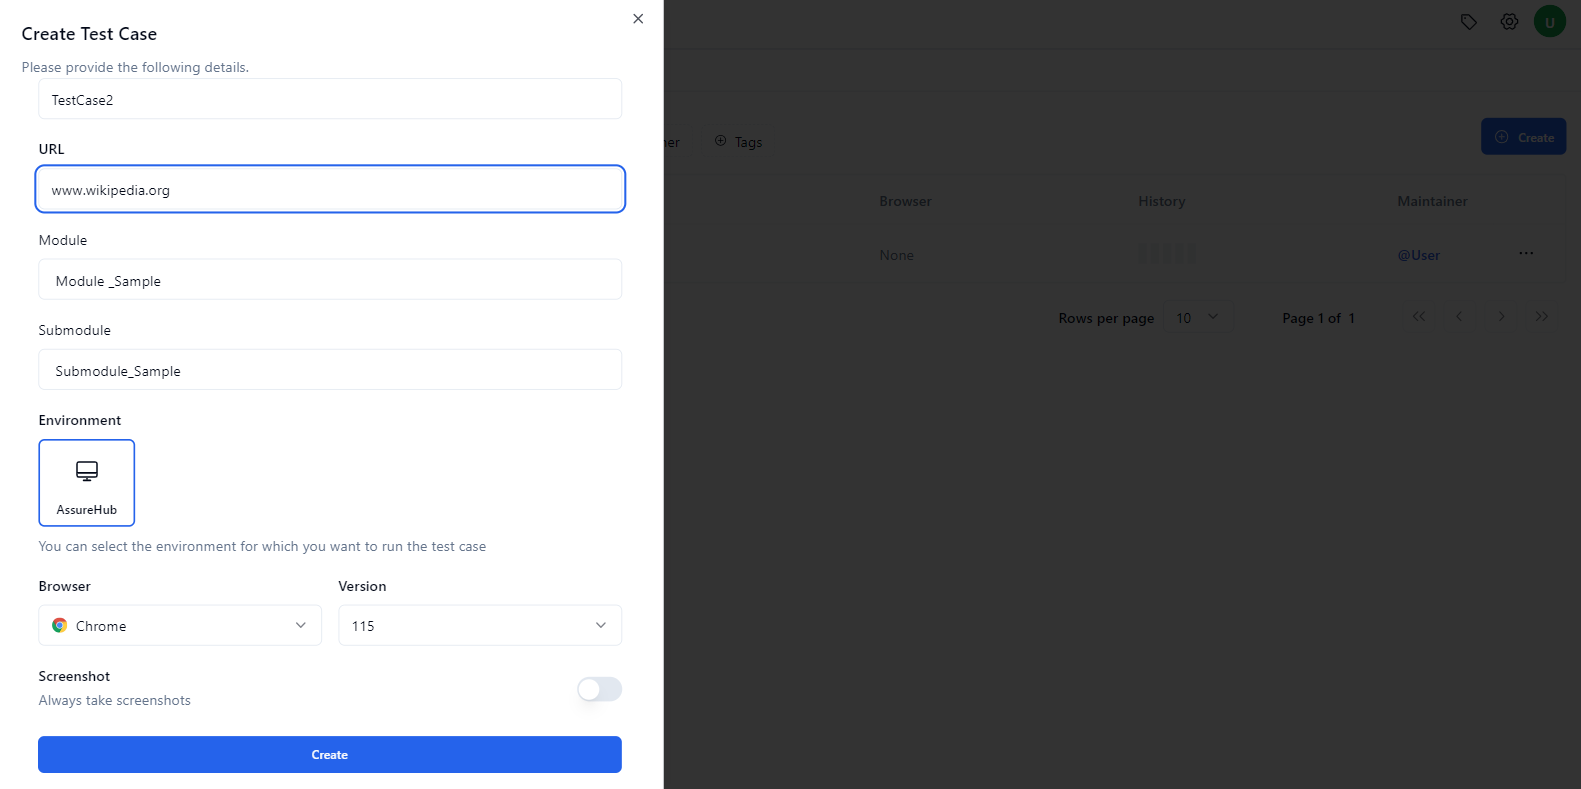 Create Test Case
Please provide the following details.
TestCase2
URL
www.wikipedia.org
Module
Module _Sample
Submodule
Submodule_Sample
Environment
AssureHub
You can select the environment for which you want to run the test case
Browser Version
Chrome 115
Screenshot
Always take screenshots
Create
U
Tags Create
Browser History Maintainer
None @User
Rows per page 10 Page 1 of 1